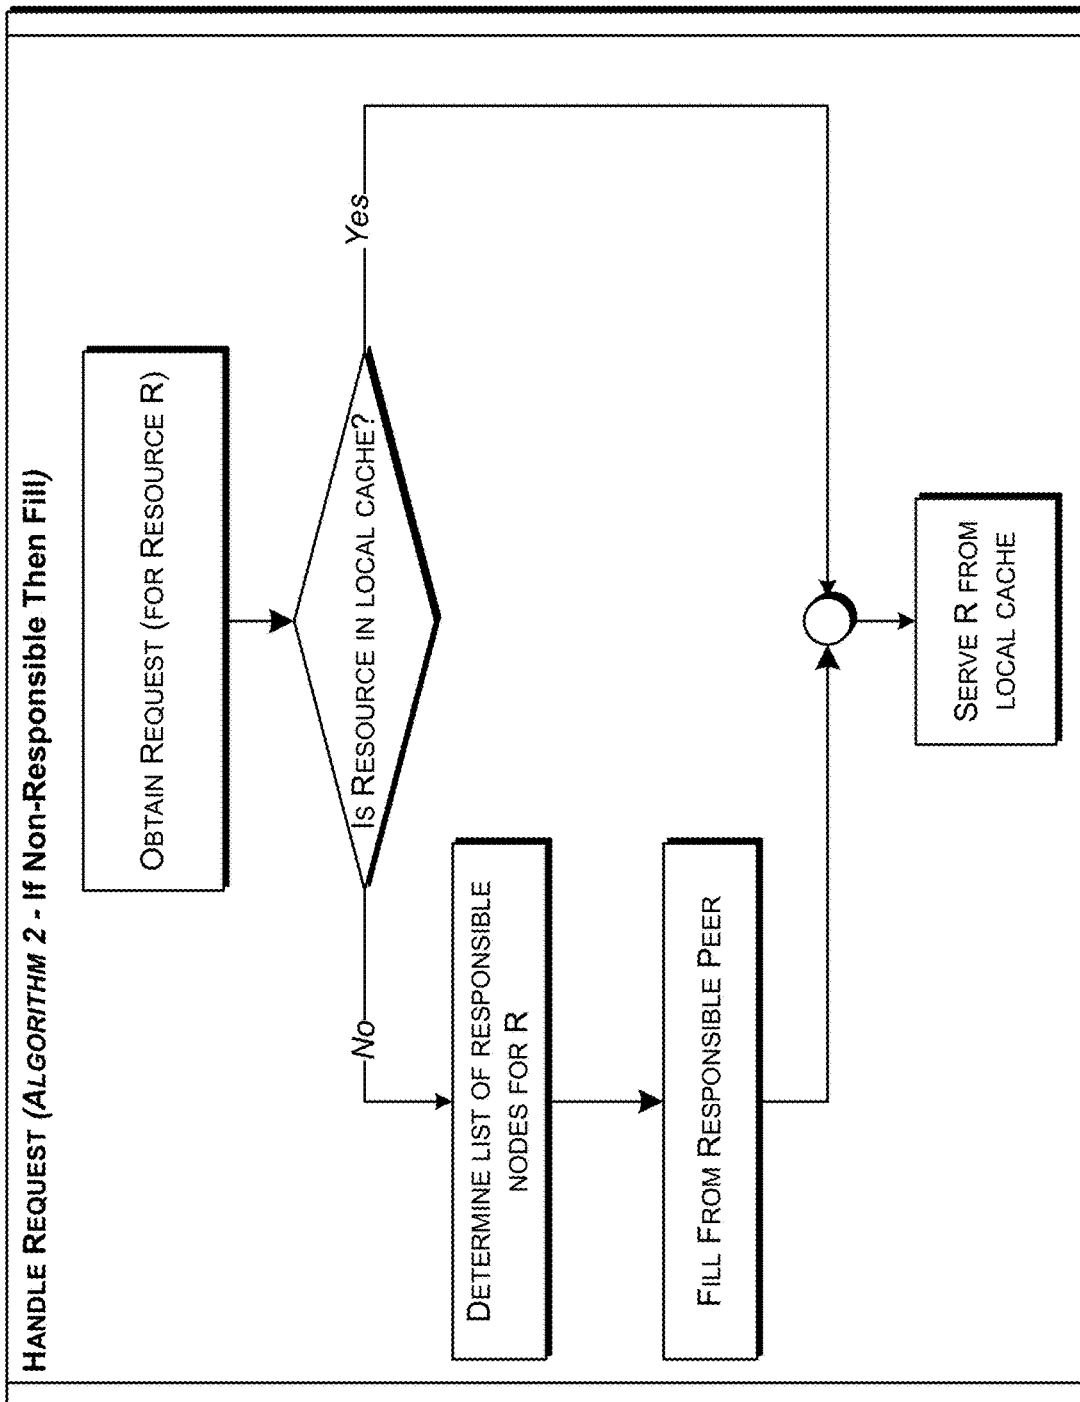 HANDLE REQUEST (ALGORITHM 2 - If Non-Responsible Then Fill)
OBTAIN REQUEST (FOR RESOURCE R)
IS RESOURCE IN LOCAL CACHE?
No
Yes
DETERMINE LIST OF RESPONSIBLE
NODES FOR R
FILL FROM RESPONSIBLE PEER
SERVE R FROM
LOCAL CACHE